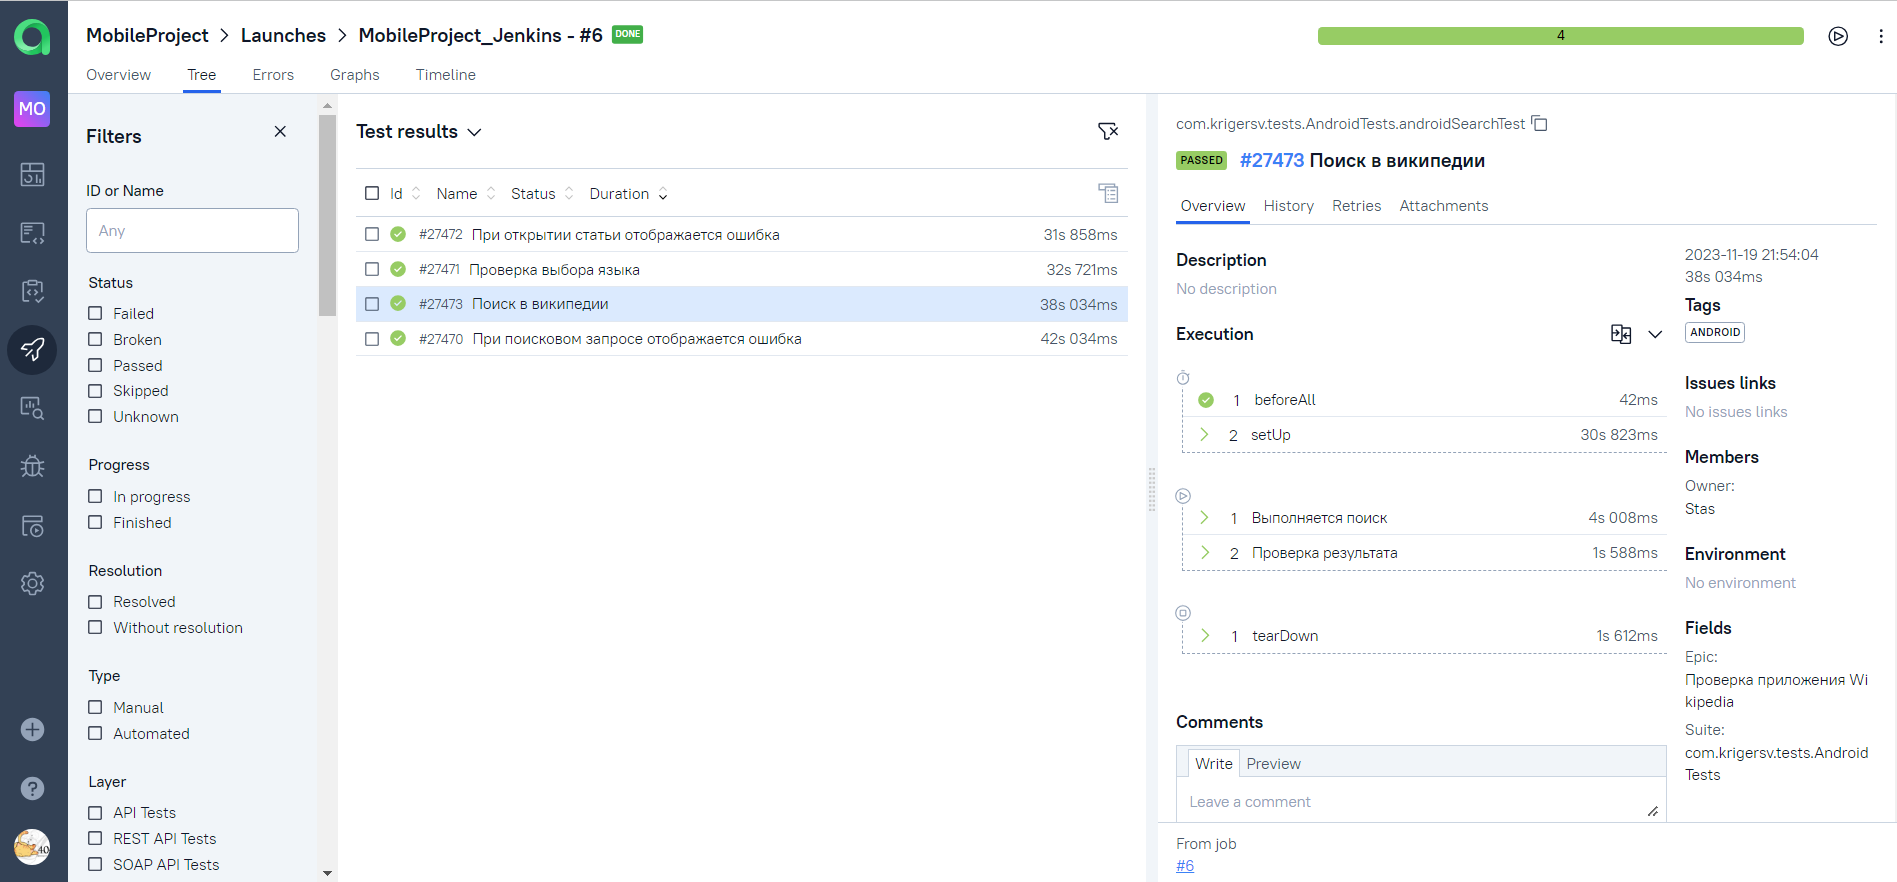 MobileProject > Launches > MobileProject_Jenkins - #6 DONE
4
Overview Tree Errors Graphs Timeline
MO
Filters
ID or Name
Any
Status
Failed
Broken
Passed
Skipped
Unknown
Progress
In progress
Finished
Resolution
Resolved
Without resolution
Type
Manual
Automated
Layer
API Tests
REST API Tests
SOAP API Tests
Test results
Id Name Status Duration
#27472 При открытии статьи отображается ошибка 31s 858ms
#27471 Проверка выбора языка 32s 721ms
#27473 Поиск в википедии 38s 034ms
#27470 При поисковом запросе отображается ошибка 42s 034ms
com.krigersv.tests.AndroidTests.androidSearchTest
PASSED #27473 Поиск в википедии
Overview History Retries Attachments
Description
No description
Execution
1 beforeAll 42ms
2 setUp 30s 823ms
1 Выполняется поиск 4s 008ms
2 Проверка результата 1s 588ms
1 tearDown 1s 612ms
Comments
Write Preview
Leave a comment
From job
#6
2023-11-19 21:54:04
38s 034ms
Tags
ANDROID
Issues links
No issues links
Members
Owner:
Stas
Environment
No environment
Fields
Epic:
Проверка приложения Wi
kipedia
Suite:
com.krigersv.tests.Android
Tests